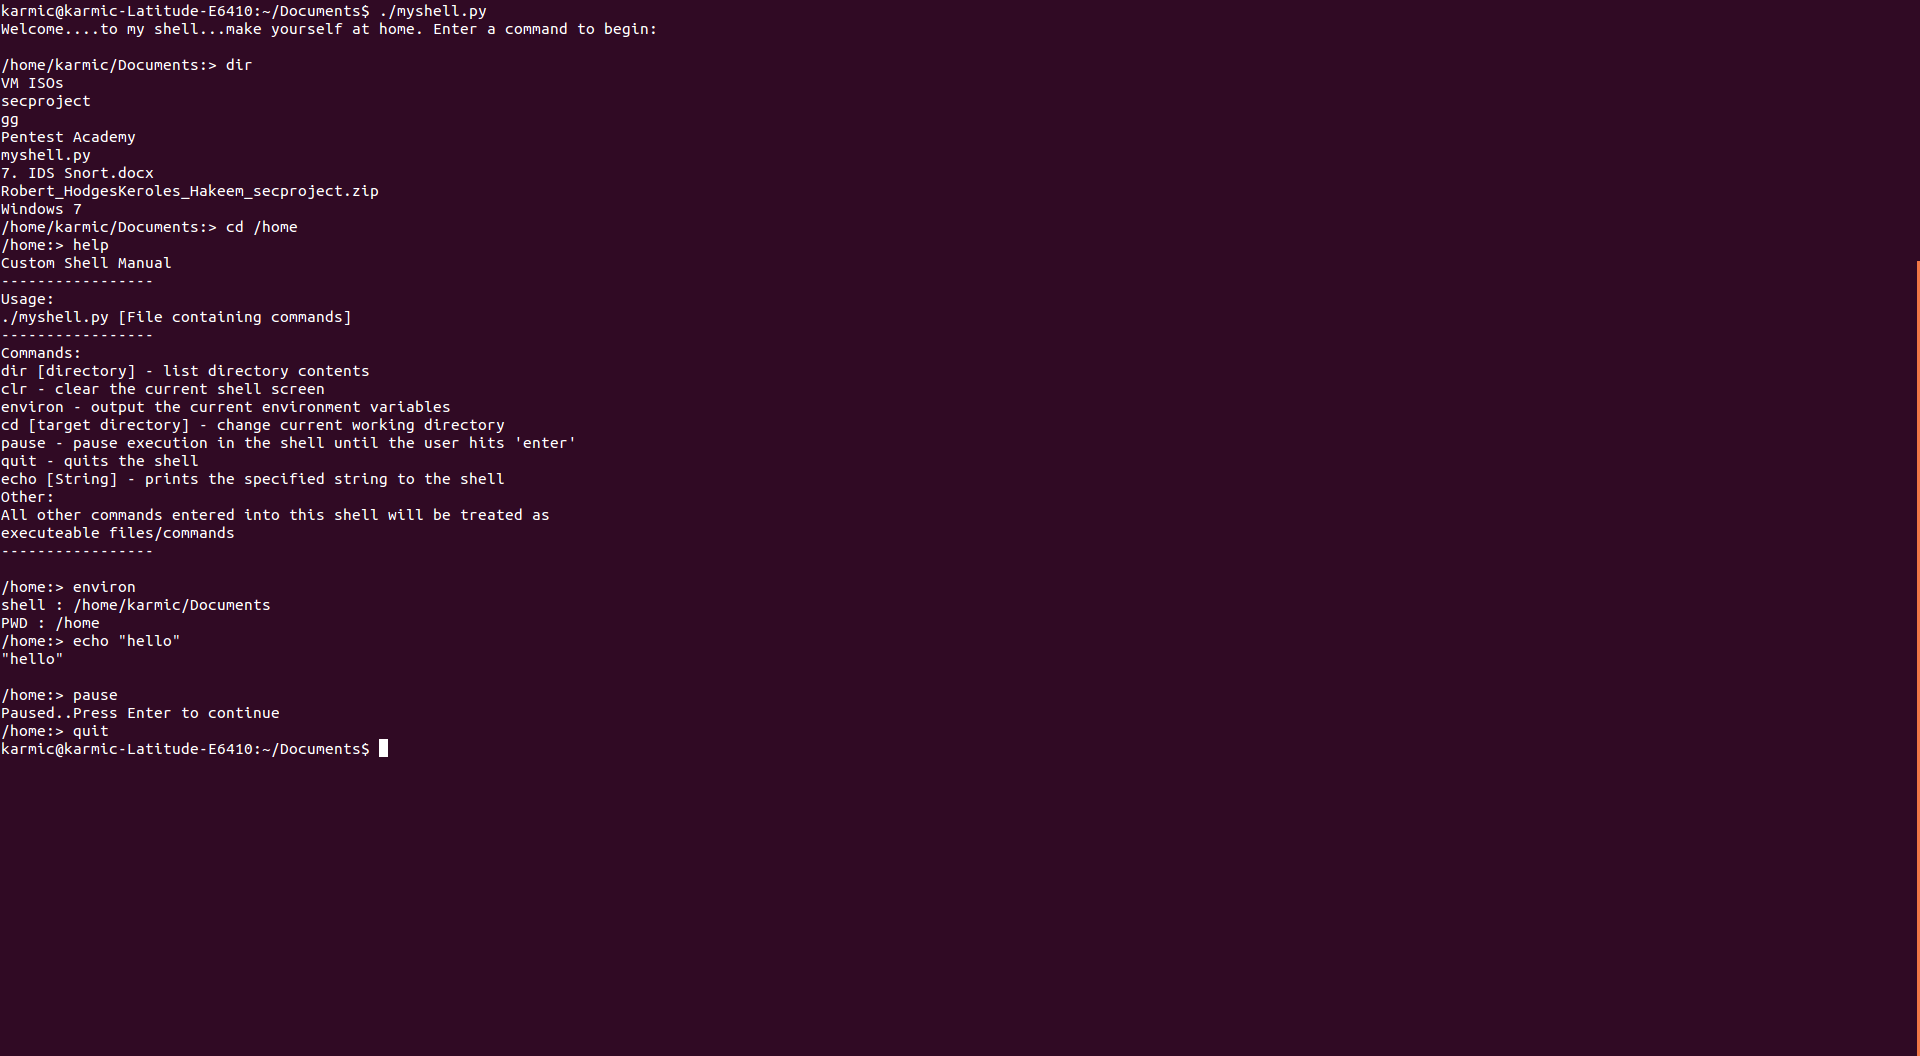 karmic@karmic-Latitude-E6410:~/Documents$ ./myshell.py
Welcome....to my shell...make yourself at home. Enter a command to begin:
/home/karmic/Documents:> dir
VM ISOs
secproject
gg
Pentest Academy
myshell.py
7. IDS Snort.docx
Robert_HodgesKeroles_Hakeem_secproject.zip
Windows 7
/home/karmic/Documents:> cd /home
/home:> help
Custom Shell Manual
-----------------
Usage:
./myshell.py [File containing commands]
-----------------
Commands:
dir [directory] - list directory contents
clr - clear the current shell screen
environ - output the current environment variables
cd [target directory] - change current working directory
pause - pause execution in the shell until the user hits 'enter'
quit - quits the shell
echo [String] - prints the specified string to the shell
Other:
All other commands entered into this shell will be treated as
executeable files/commands
-----------------
/home:> environ
shell : /home/karmic/Documents
PWD : /home
/home:> echo "hello"
"hello"
/home:> pause
Paused..Press Enter to continue
/home:> quit
karmic@karmic-Latitude-E6410:~/Documents$